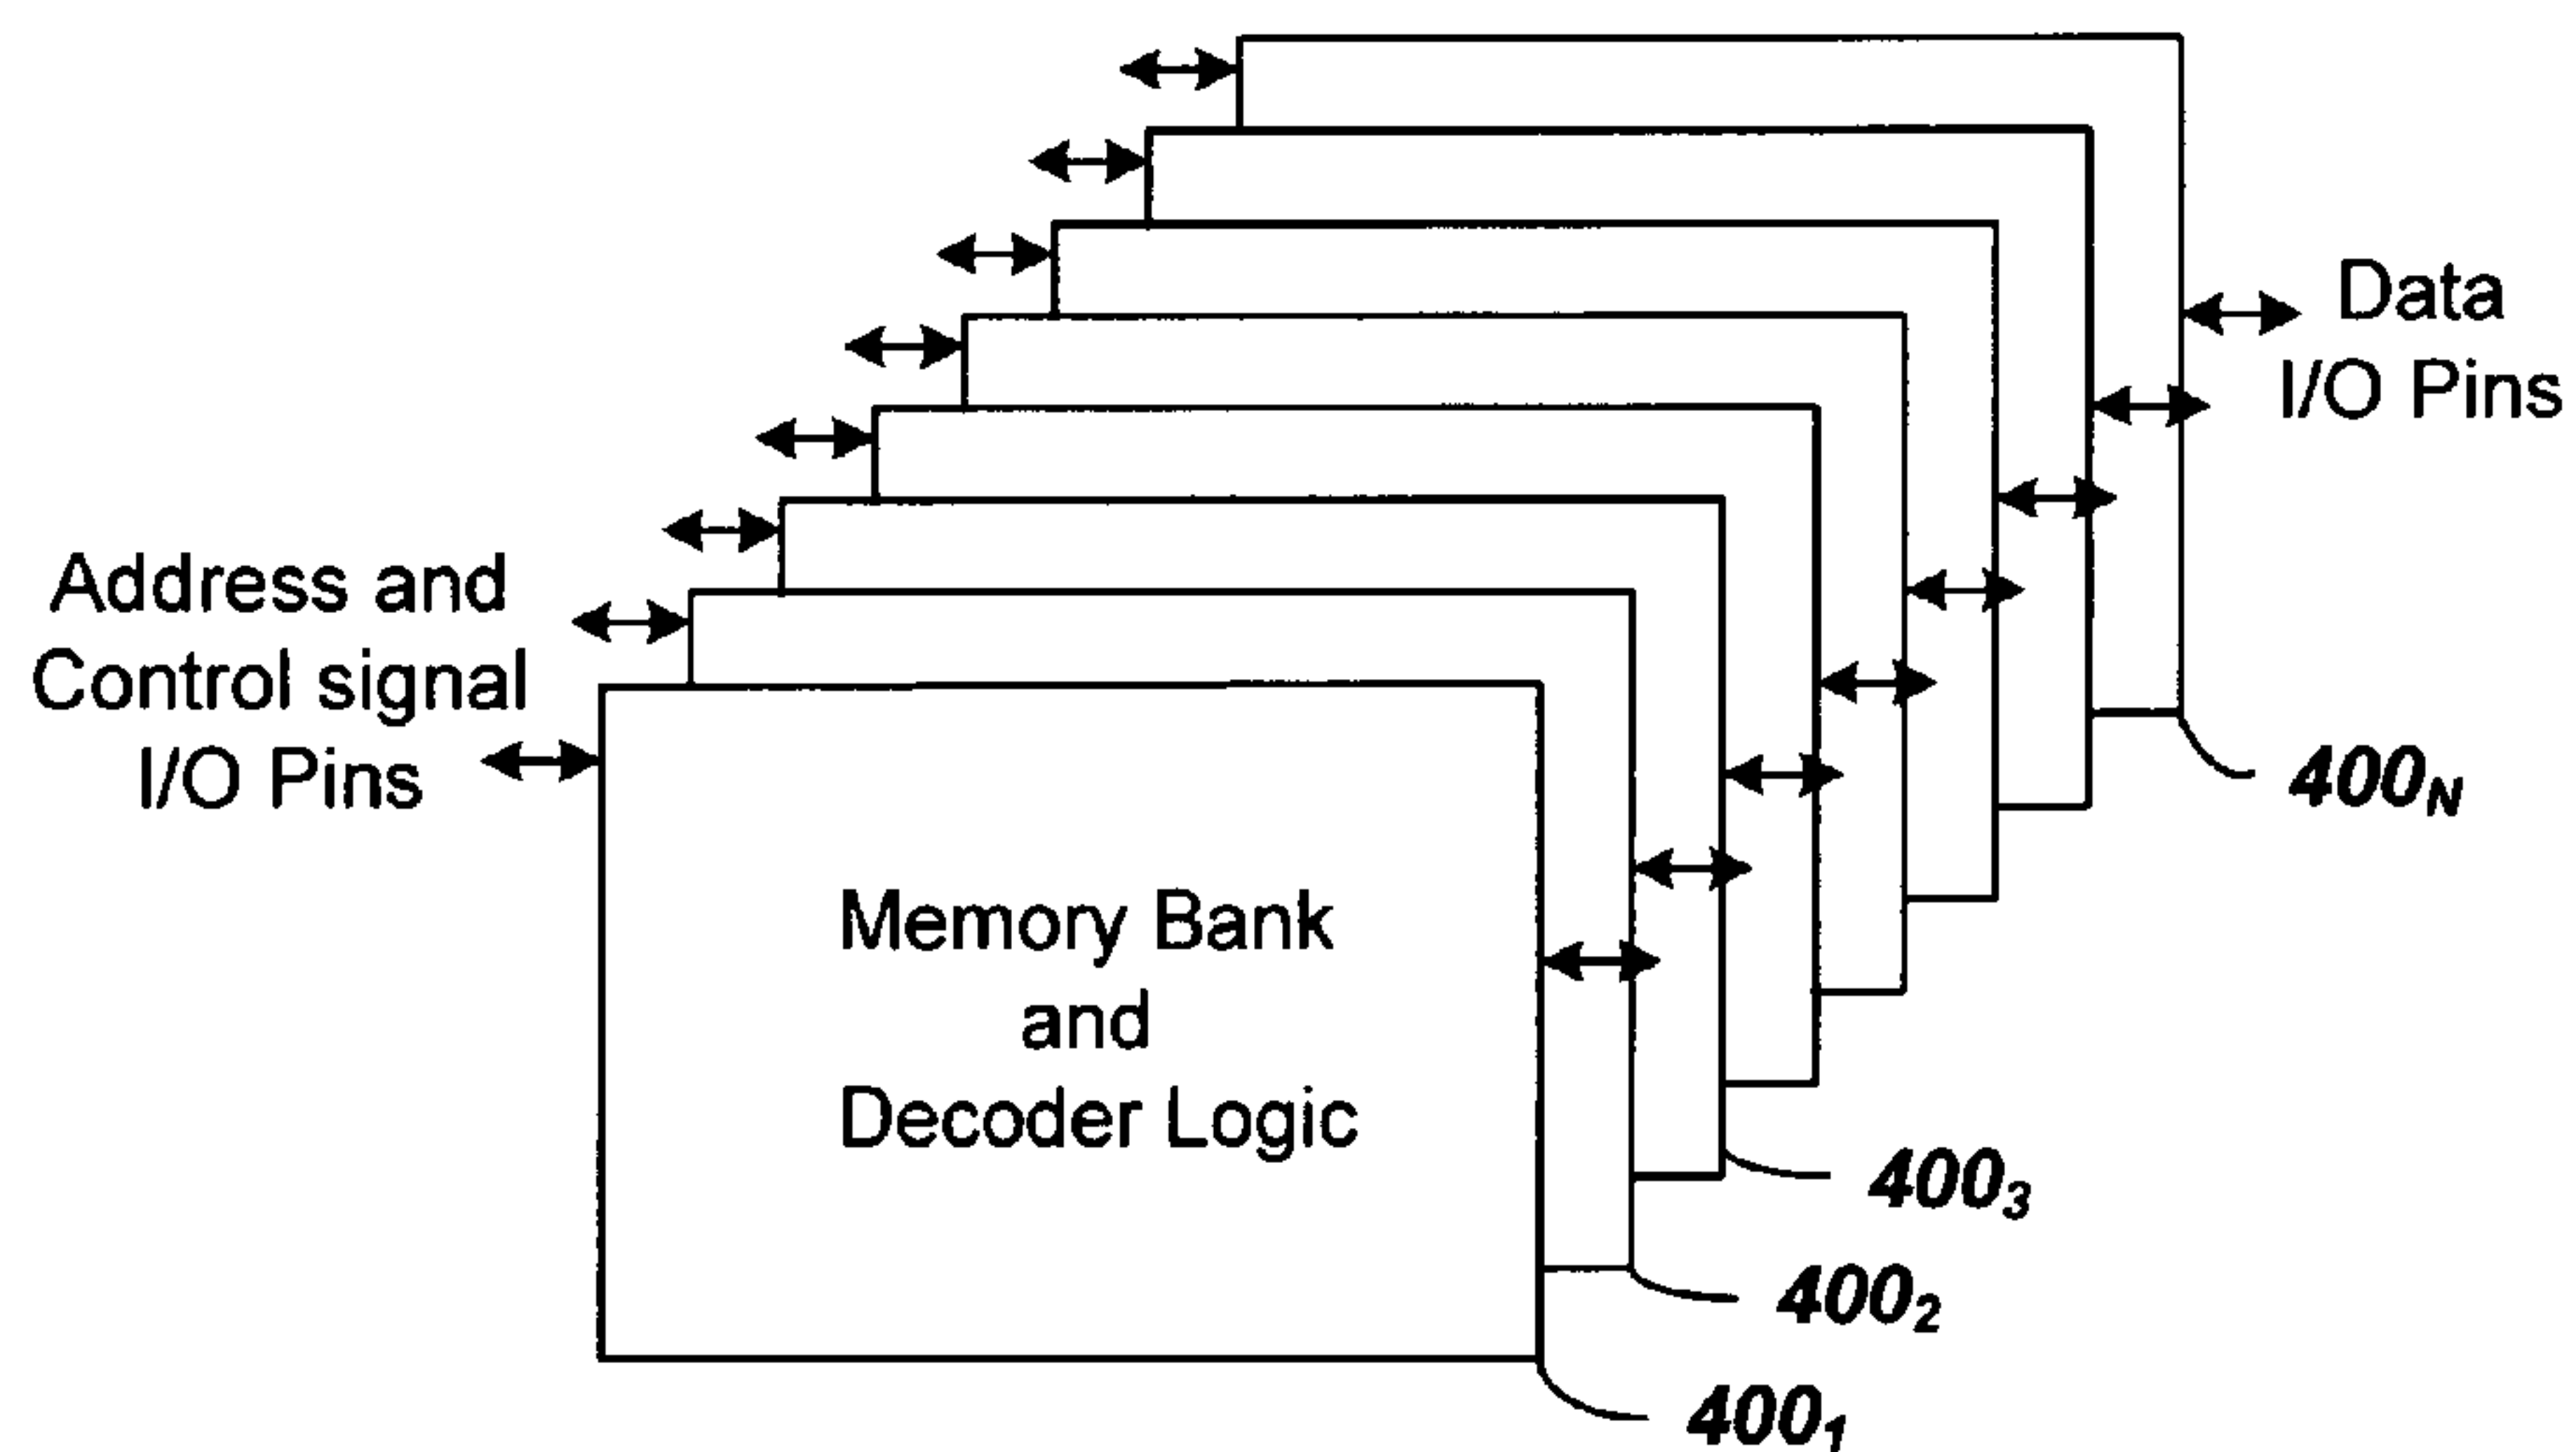 Data
I/O Pins
Address and
Control signal
I/O Pins
400N
Memory Bank
and
Decoder Logic
4003
4002
4001